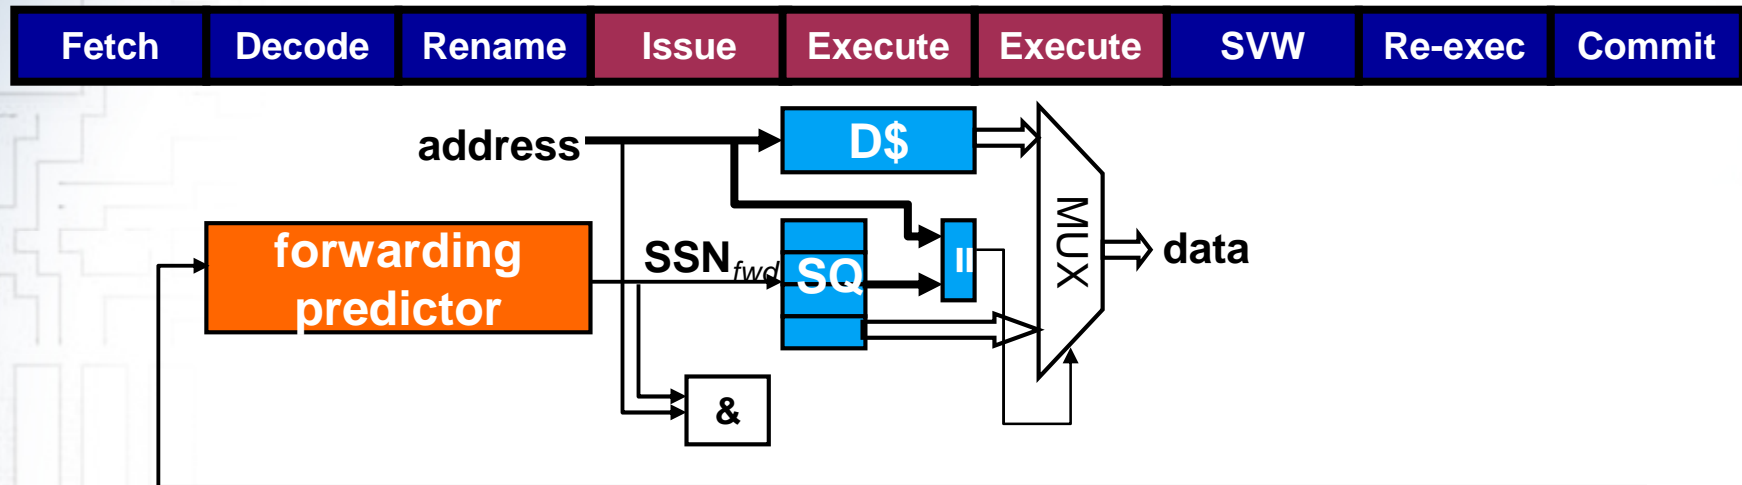 Fetch Decode Rename Issue Execute Execute SVW Re-exec Commit
address
D$
forwarding
predictor
SSNfwd
SQ
=
MUX
data
&